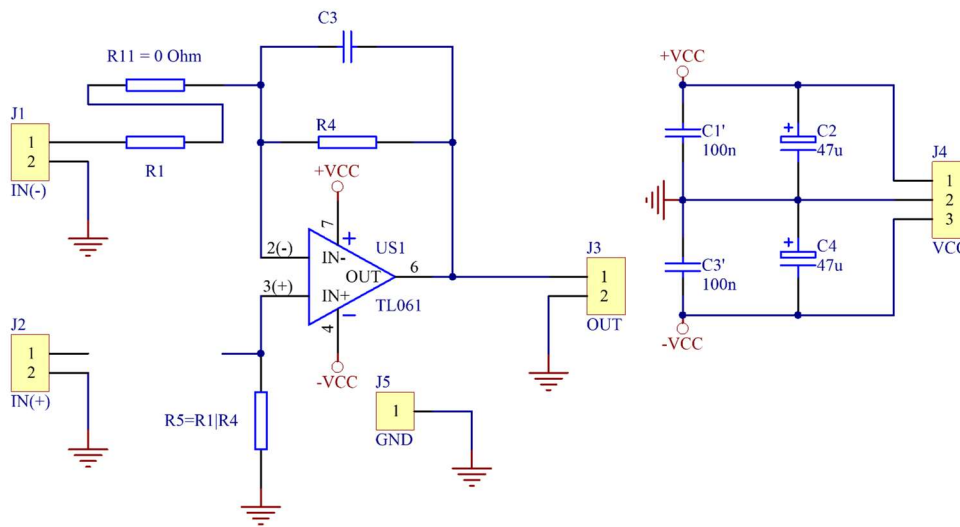 C3
R11 = 0 Ohm
+VCC
J1
1
2
IN(-)
R1
R4
C1'
100n
C2
47u
J4
1
2
3
VCC
+VCC
7
2(-)
IN-
US1
OUT
6
3(+)
IN+
TL061
4
-VCC
J3
1
2
OUT
C3'
100n
C4
47u
-VCC
J2
1
2
IN(+)
R5=R1|R4
J5
1
GND